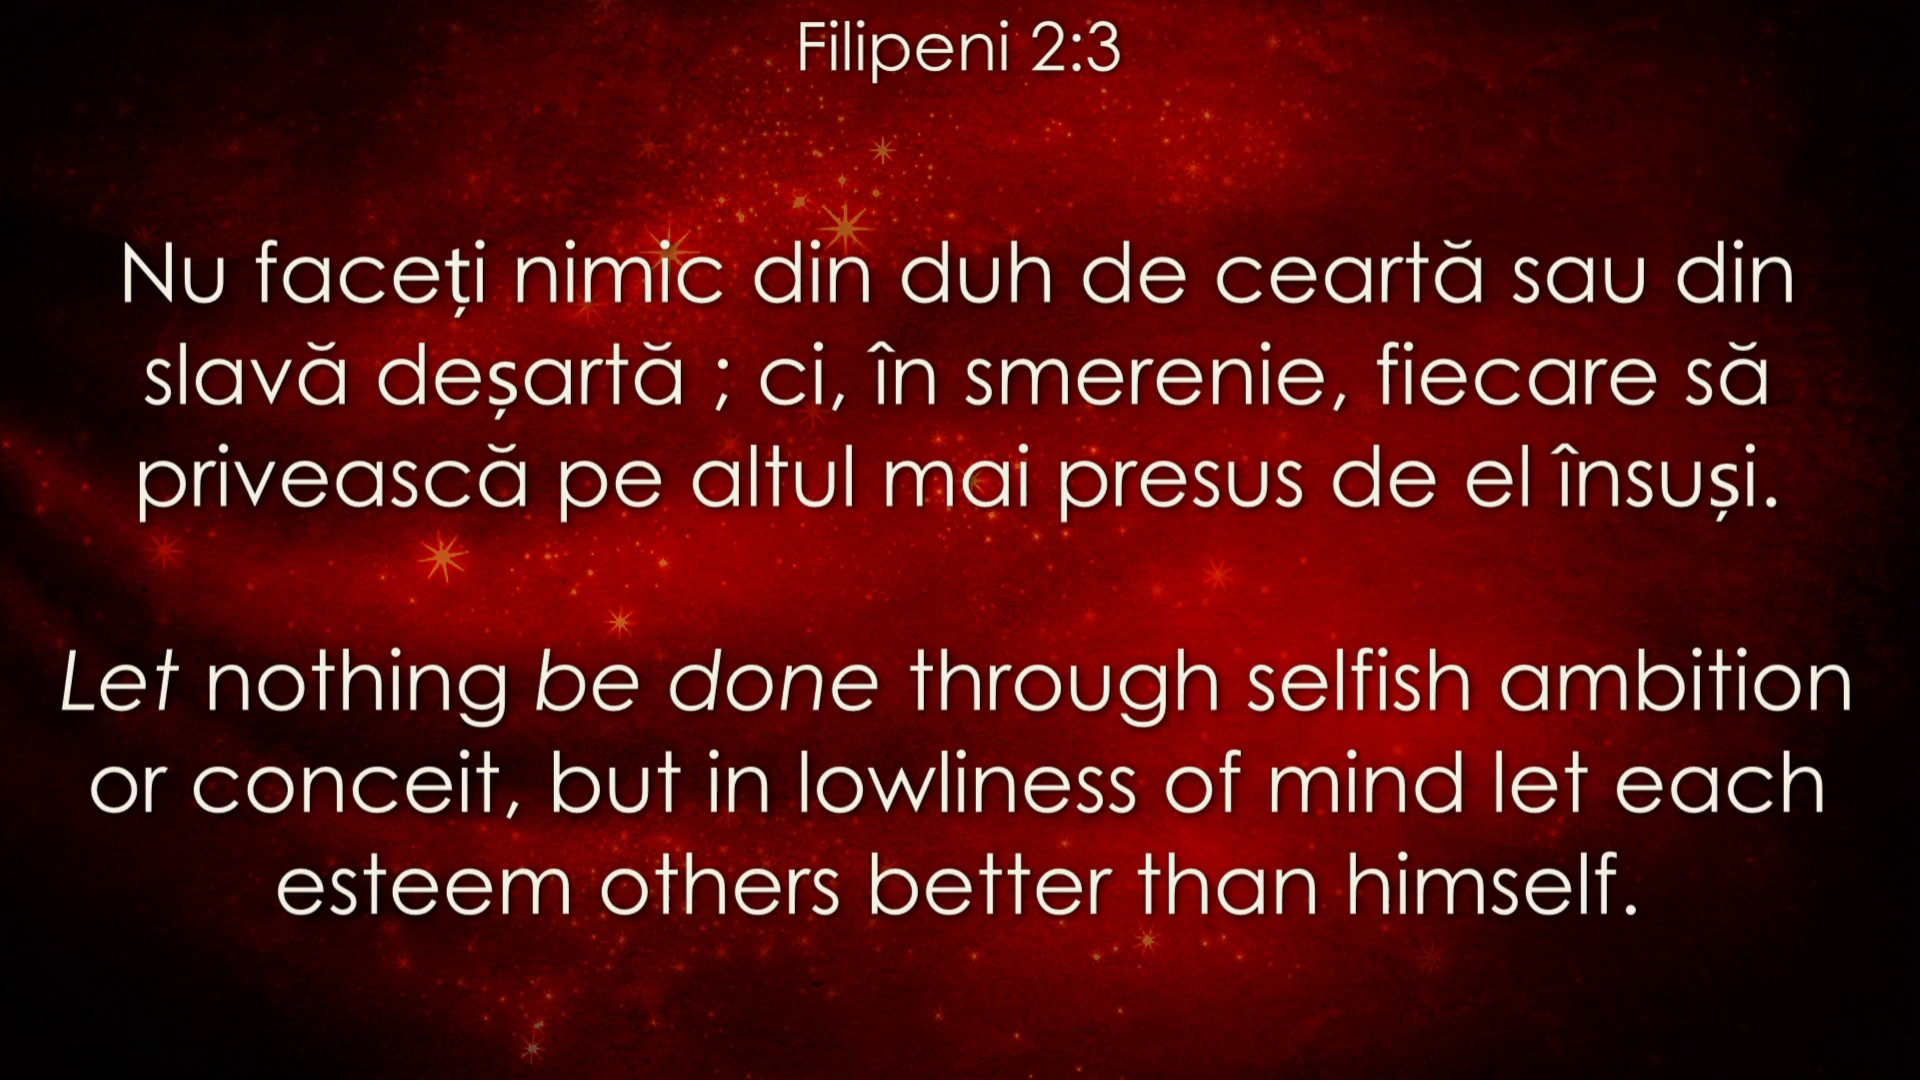 Filipeni 2:3
Nu faceți nimic din duh de ceartă sau din
slavă deșartă ; ci, în smerenie, fiecare să
privească pe altul mai presus de el însuși.
Let nothing be done through selfish ambition
or conceit, but in lowliness of mind let each
esteem others better than himself.